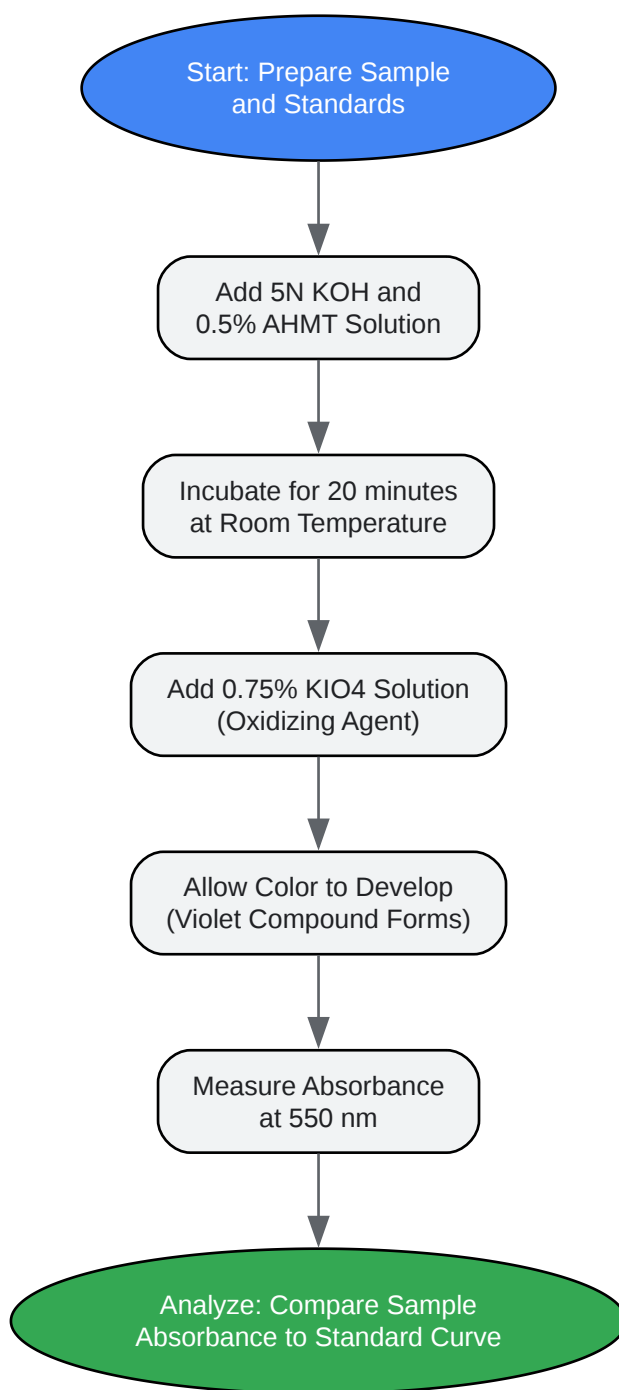 Start: Prepare Sample
and Standards
Add 5N KOH and
0.5% AHMT Solution
Incubate for 20 minutes
at Room Temperature
Add 0.75% KIO4 Solution
(Oxidizing Agent)
Allow Color to Develop
(Violet Compound Forms)
Measure Absorbance
at 550 nm
Analyze: Compare Sample
Absorbance to Standard Curve